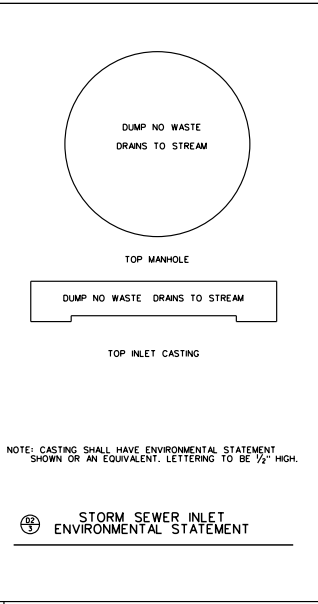 DUMP NO WASTE
DRAINS TO STREAM
TOP MANHOLE
DUMP NO WASTE DRAINS TO STREAM
TOP INLET CASTING
NOTE: CASTING SHALL HAVE ENVIRONMENTAL STATEMENT
SHOWN OR AN EQUIVALENT. LETTERING TO BE 1/2" HIGH.
D2
3
STORM SEWER INLET
ENVIRONMENTAL STATEMENT